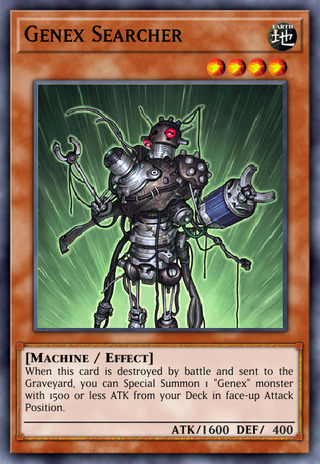 Genex Searcher
EARTH
地
[Machine / Effect]
When this card is destroyed by battle and sent to the
Graveyard, you can Special Summon 1 "Genex" monster
with 1500 or less ATK from your Deck in face-up Attack
Position.
ATK/1600 DEF/ 400